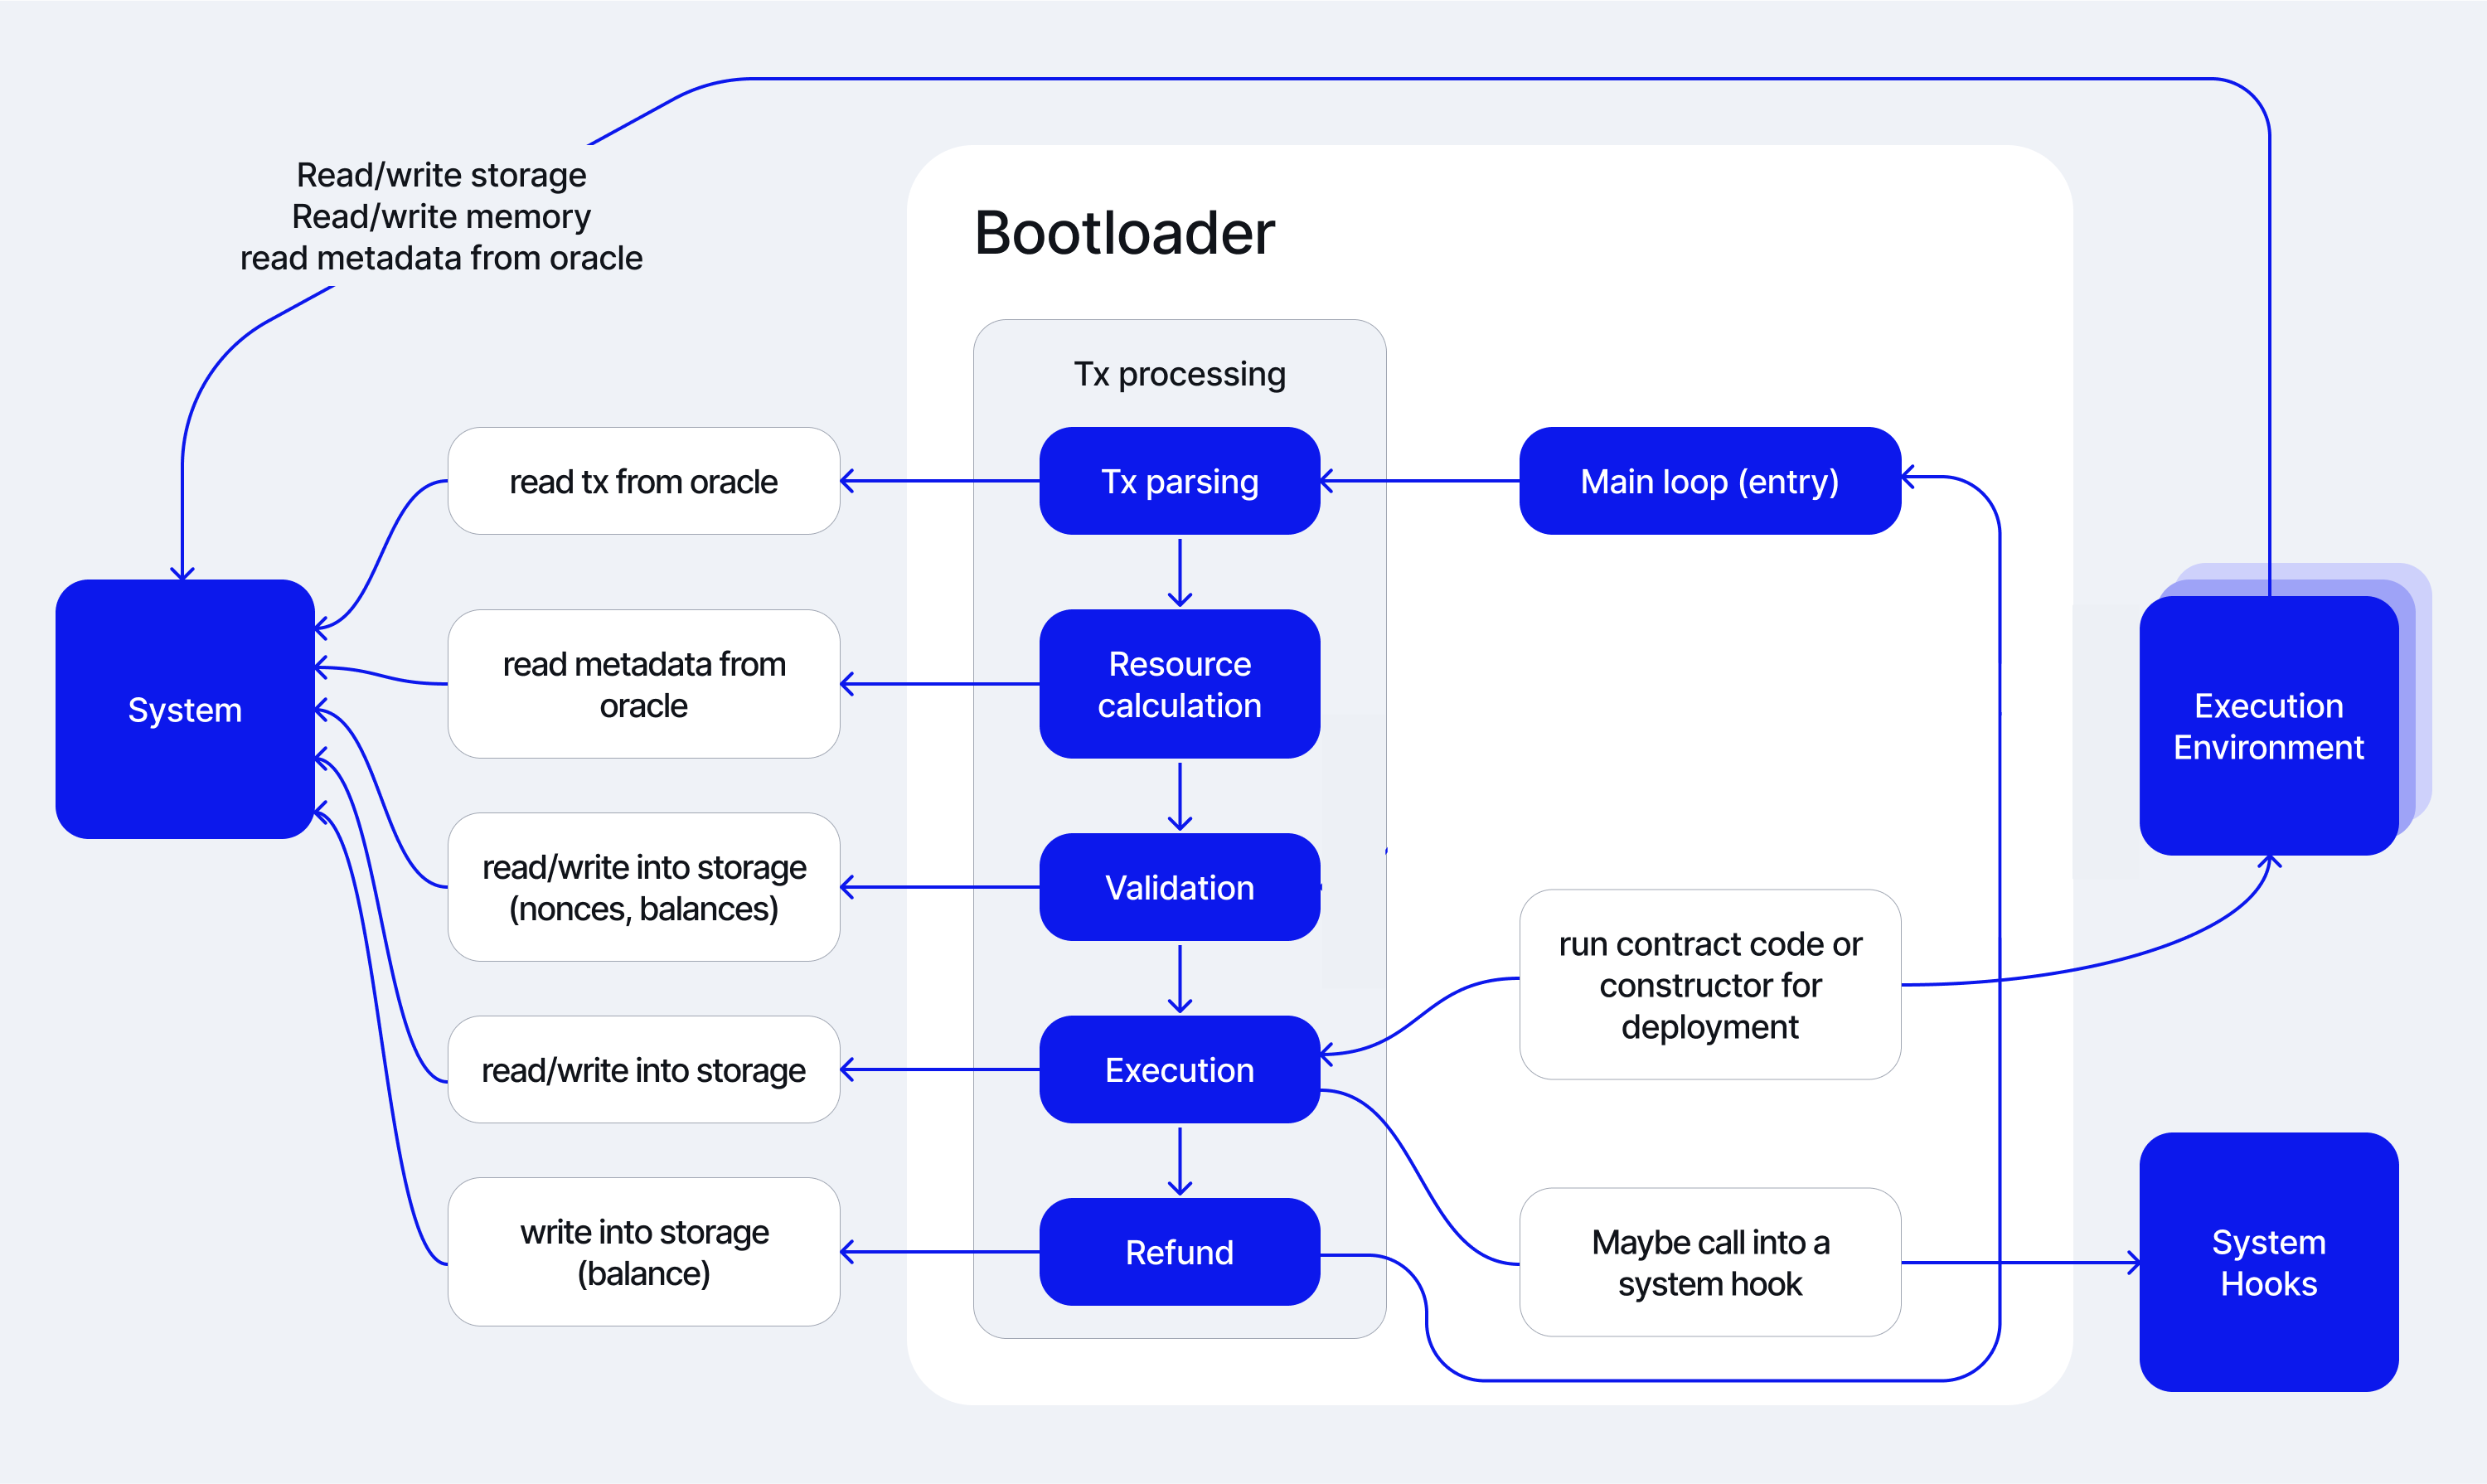 Read/write storage
Read/write memory
read metadata from oracle
Bootloader
Tx processing
read tx from oracle
Tx parsing
Main loop (entry)
System
read metadata from
oracle
Resource
calculation
Execution
Environment
read/write into storage
(nonces, balances)
Validation
run contract code or
constructor for
deployment
read/write into storage
Execution
write into storage
(balance)
Refund
Maybe call into a
system hook
System
Hooks